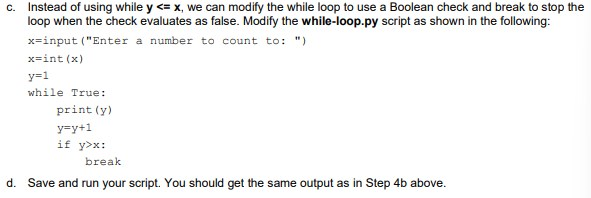 c. Instead of using while y <= x, we can modify the while loop to use a Boolean check and break to stop the
loop when the check evaluates as false. Modify the while-loop.py script as shown in the following:
x=input("Enter a number to count to: ")
x=int(x)
y=1
while True:
    print(y)
    y=y+1
    if y>x:
        break
d. Save and run your script. You should get the same output as in Step 4b above.